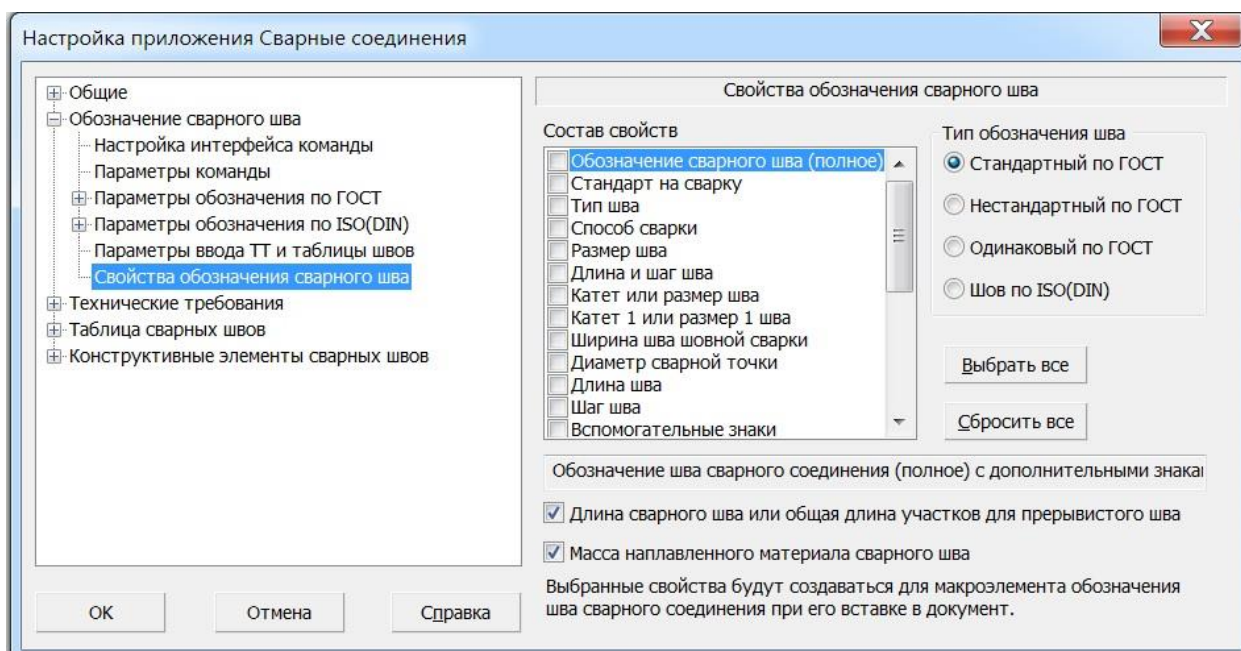 Настройка приложения Сварные соединения
Общие
Обозначение сварного шва
Настройка интерфейса команды
Параметры команды
Параметры обозначения по ГОСТ
Параметры обозначения по ISO(DIN)
Параметры ввода ТТ и таблицы швов
Свойства обозначения сварного шва
Технические требования
Таблица сварных швов
Конструктивные элементы сварных швов
Свойства обозначения сварного шва
Состав свойств
Обозначение сварного шва (полное)
Стандарт на сварку
Тип шва
Способ сварки
Размер шва
Длина и шаг шва
Катет или размер шва
Катет 1 или размер 1 шва
Ширина шва шовной сварки
Диаметр сварной точки
Длина шва
Шаг шва
Вспомогательные знаки
Тип обозначения шва
Стандартный по ГОСТ
Нестандартный по ГОСТ
Одинаковый по ГОСТ
Шов по ISO(DIN)
Выбрать все
Сбросить все
Обозначение шва сварного соединения (полное) с дополнительными знака
Длина сварного шва или общая длина участков для прерывистого шва
Масса наплавленного материала сварного шва
Выбранные свойства будут создаваться для макроэлемента обозначения
шва сварного соединения при его вставке в документ.
OK
Отмена
Справка